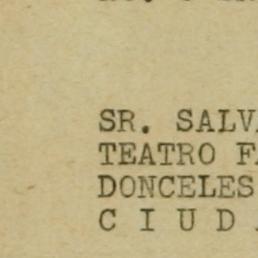 SR. SALV
TEATRO F
DONCELES
C I U D